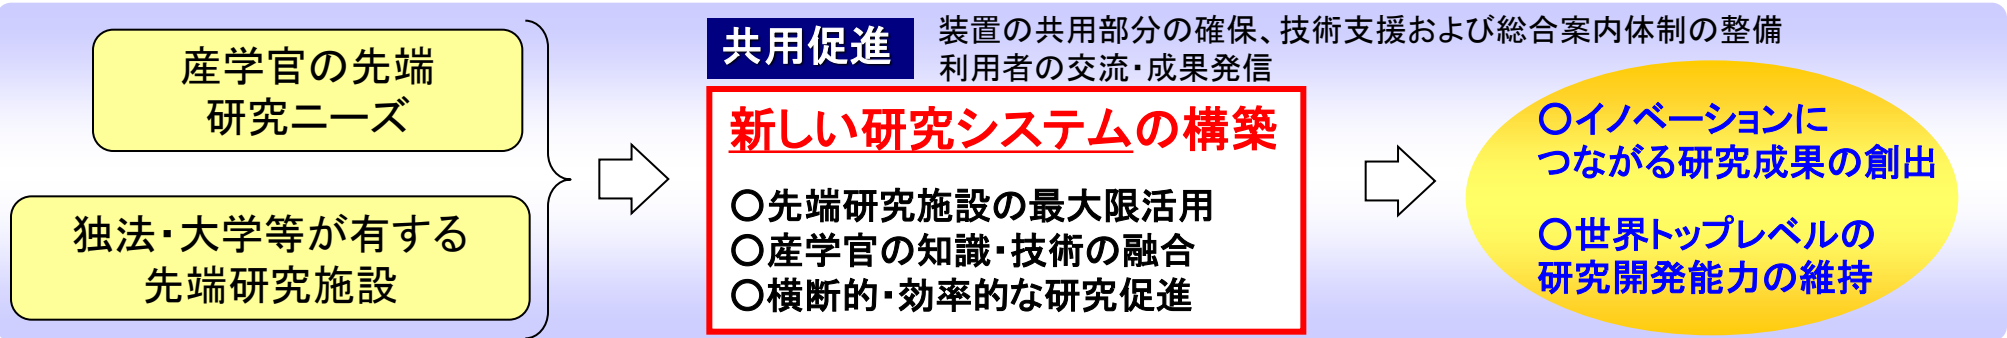 産学官の先端
研究ニーズ
独法・大学等が有する
先端研究施設
共用促進
装置の共用部分の確保、技術支援および総合案内体制の整備
利用者の交流・成果発信
新しい研究システムの構築
○先端研究施設の最大限活用
○産学官の知識・技術の融合
○横断的・効率的な研究促進
○イノベーションに
つながる研究成果の創出
○世界トップレベルの
研究開発能力の維持